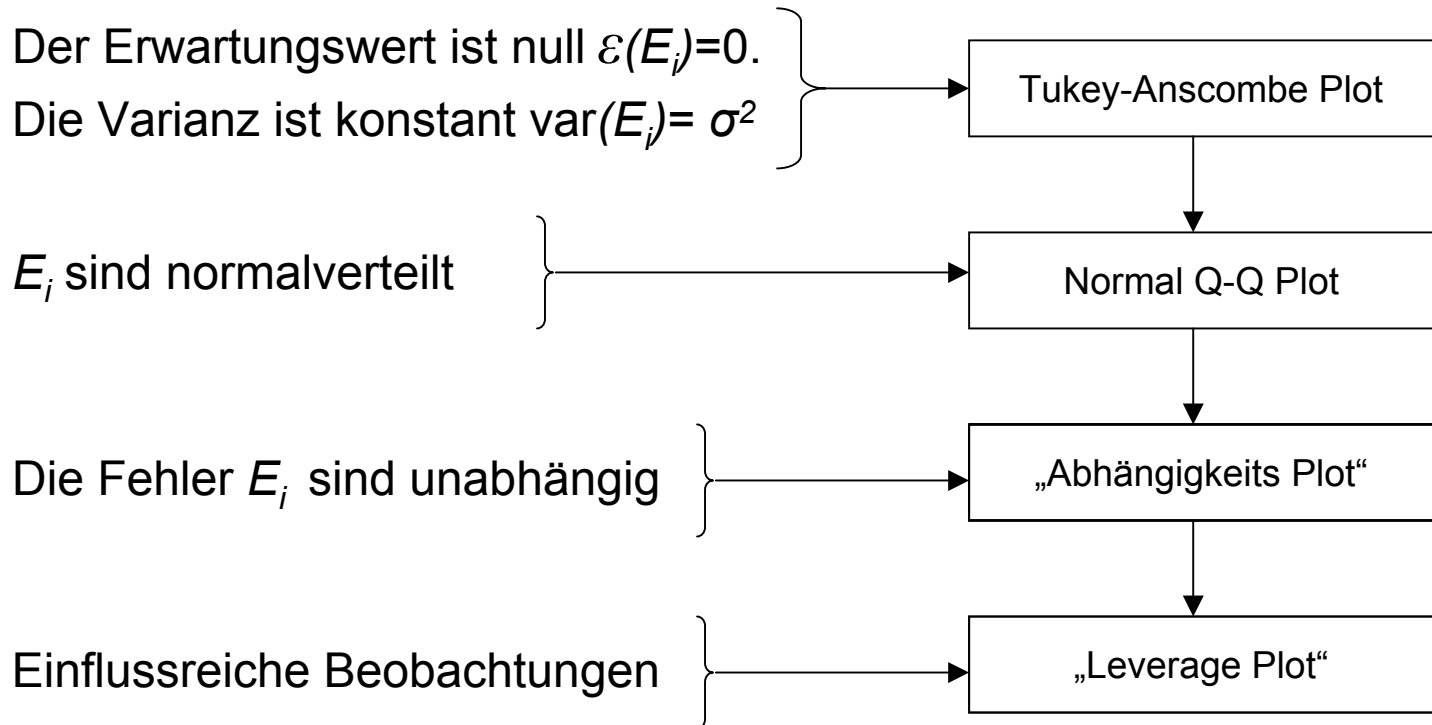 Der Erwartungswert ist null ℰ(Eᵢ)=0.
Die Varianz ist konstant var(Eᵢ)= σ²
Tukey-Anscombe Plot
Eᵢ sind normalverteilt
Normal Q-Q Plot
Die Fehler Eᵢ sind unabhängig
„Abhängigkeits Plot“
Einflussreiche Beobachtungen
„Leverage Plot“